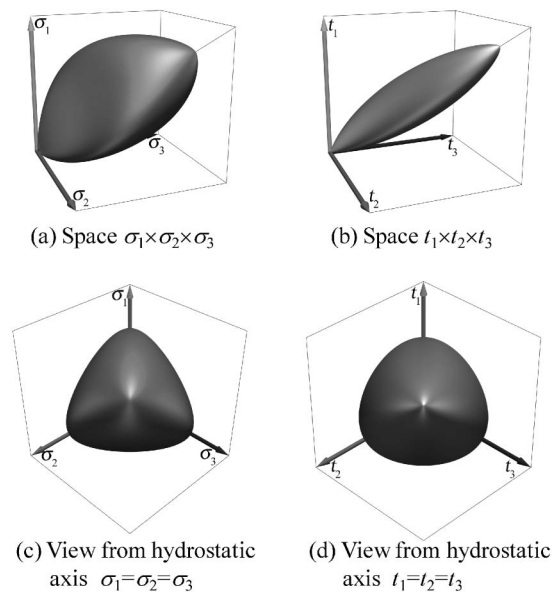 σ1
σ3
σ2
(a) Space σ1×σ2×σ3
t1
t3
t2
(b) Space t1×t2×t3
σ1
σ2
σ3
(c) View from hydrostatic
axis σ1=σ2=σ3
t1
t2
t3
(d) View from hydrostatic
axis t1=t2=t3